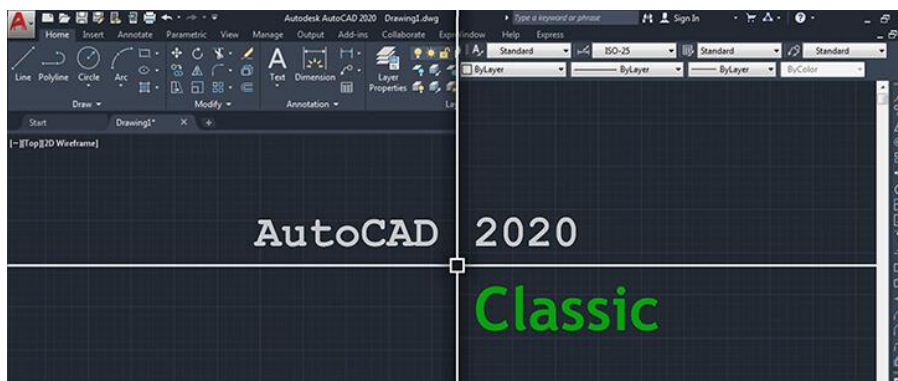 Autodesk AutoCAD 2020 Drawing1.dwg Type a keyword or phrase Sign In
Home Insert Annotate Parametric View Manage Output Add-ins Collaborate Window Help Express
Line Polyline Circle Arc Text Dimension Layer Properties
Draw Modify Annotation
Standard ISO-25 Standard Standard
ByLayer ByLayer ByLayer ByColor
Start Drawing1*
[−][Top][2D Wireframe]
AutoCAD 2020
Classic